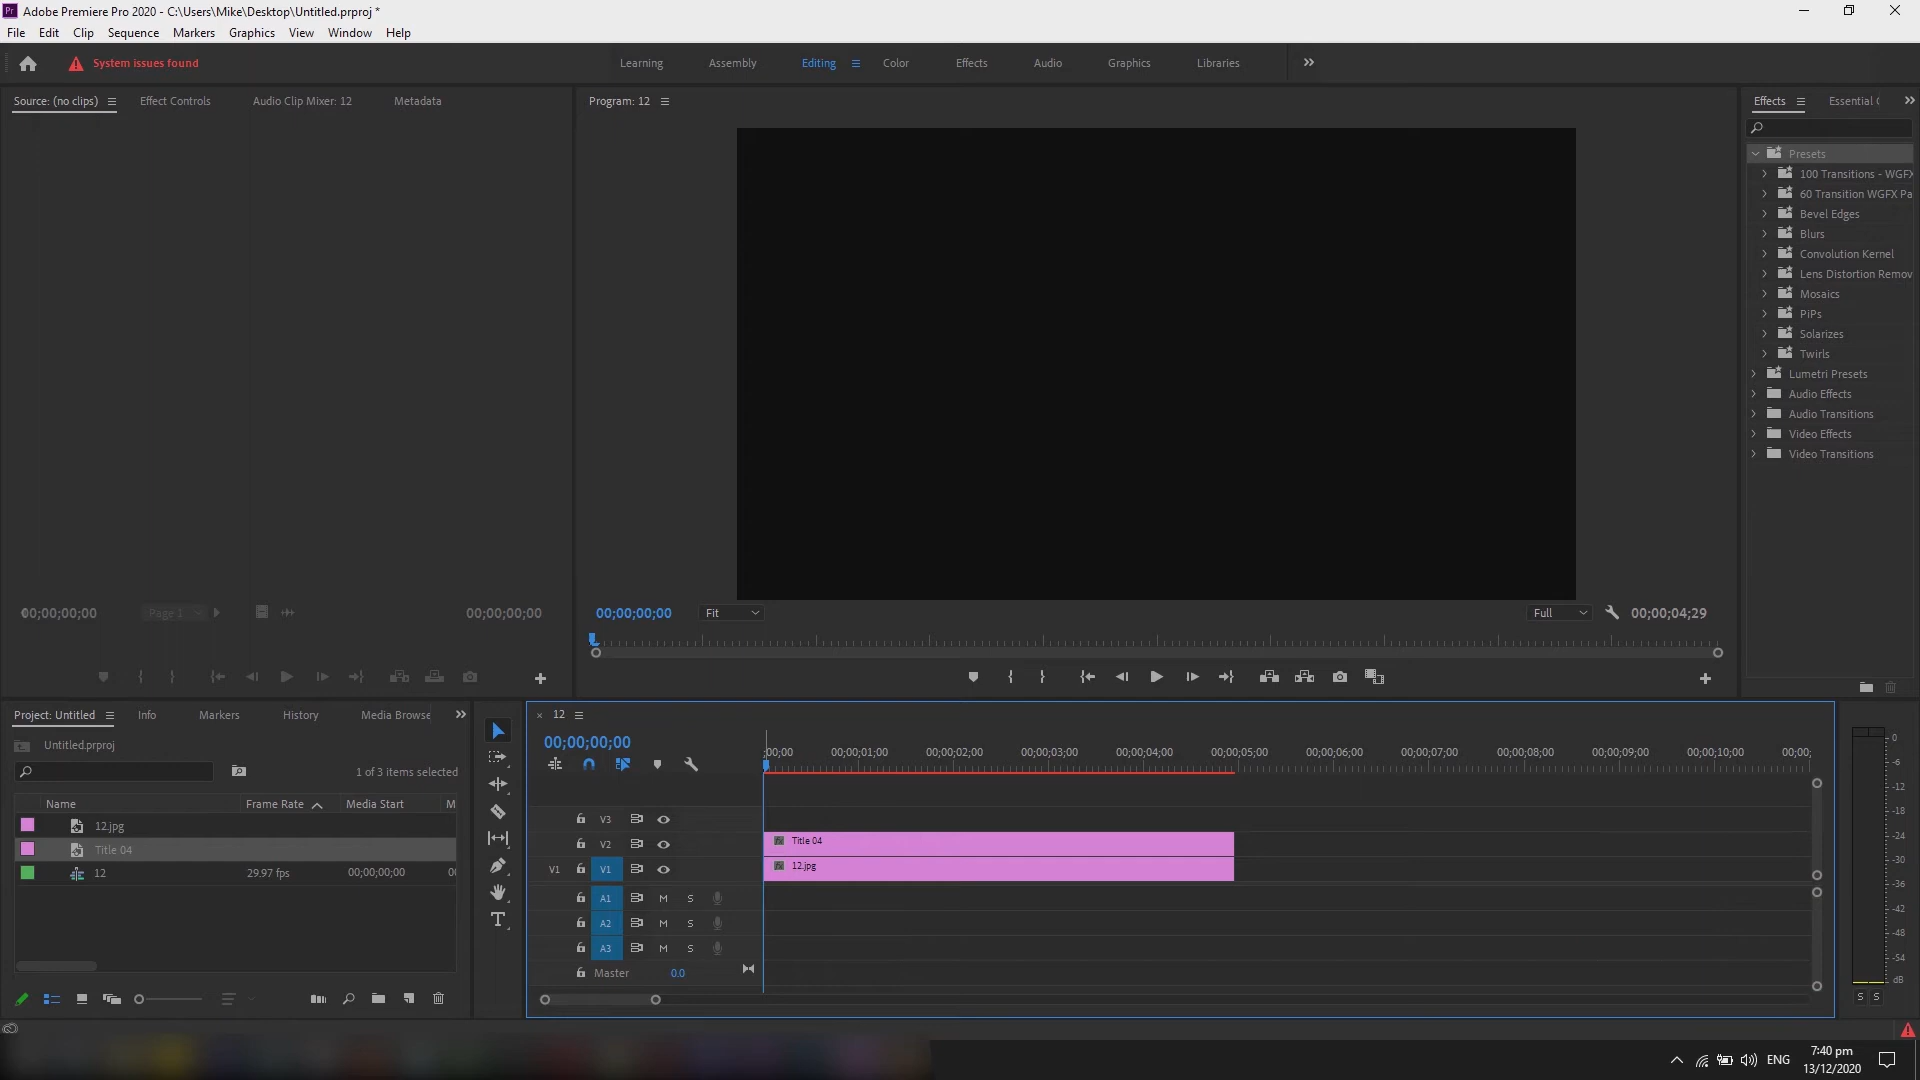 Adobe Premiere Pro 2020 - C:\Users\Mike\Desktop\Untitled.prproj *
File Edit Clip Sequence Markers Graphics View Window Help
System issues found
Learning Assembly Editing Color Effects Audio Graphics Libraries
Source: (no clips) Effect Controls Audio Clip Mixer: 12 Metadata
Program: 12
Effects Essential G
Presets
100 Transitions - WGFX
60 Transition WGFX Pa
Bevel Edges
Blurs
Convolution Kernel
Lens Distortion Remov
Mosaics
PiPs
Solarizes
Twirls
Lumetri Presets
Audio Effects
Audio Transitions
Video Effects
Video Transitions
00;00;00;00 Page 1 00;00;00;00
00;00;00;00 Fit Full 00;00;04;29
Project: Untitled Info Markers History Media Browse
Untitled.prproj
1 of 3 items selected
Name Frame Rate Media Start M
12.jpg
Title 04
12 29.97 fps 00;00;00;00 00
12
00;00;00;00
;00;00 00;00;01;00 00;00;02;00 00;00;03;00 00;00;04;00 00;00;05;00 00;00;06;00 00;00;07;00 00;00;08;00 00;00;09;00 00;00;10;00 00;00;
V3
V2 Title 04
V1 V1 12.jpg
A1 M S
A2 M S
A3 M S
Master 0.0
0
-6
-12
-18
-24
-30
-36
-42
-48
-54
dB
S S
ENG
7:40 pm
13/12/2020